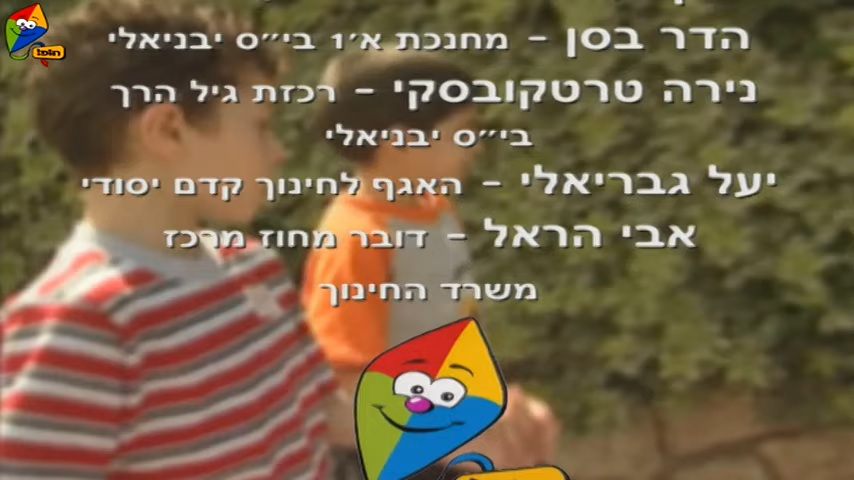 הדר בסן - מחנכת א'1 בי"ס יבניאלי
נירה טרטקובסקי - רכזת גיל הרך
בי"ס יבניאלי
יעל גבריאלי - האגף לחינוך קדם יסודי
אבי הראל - דובר מחוז מרכז
משרד החינוך